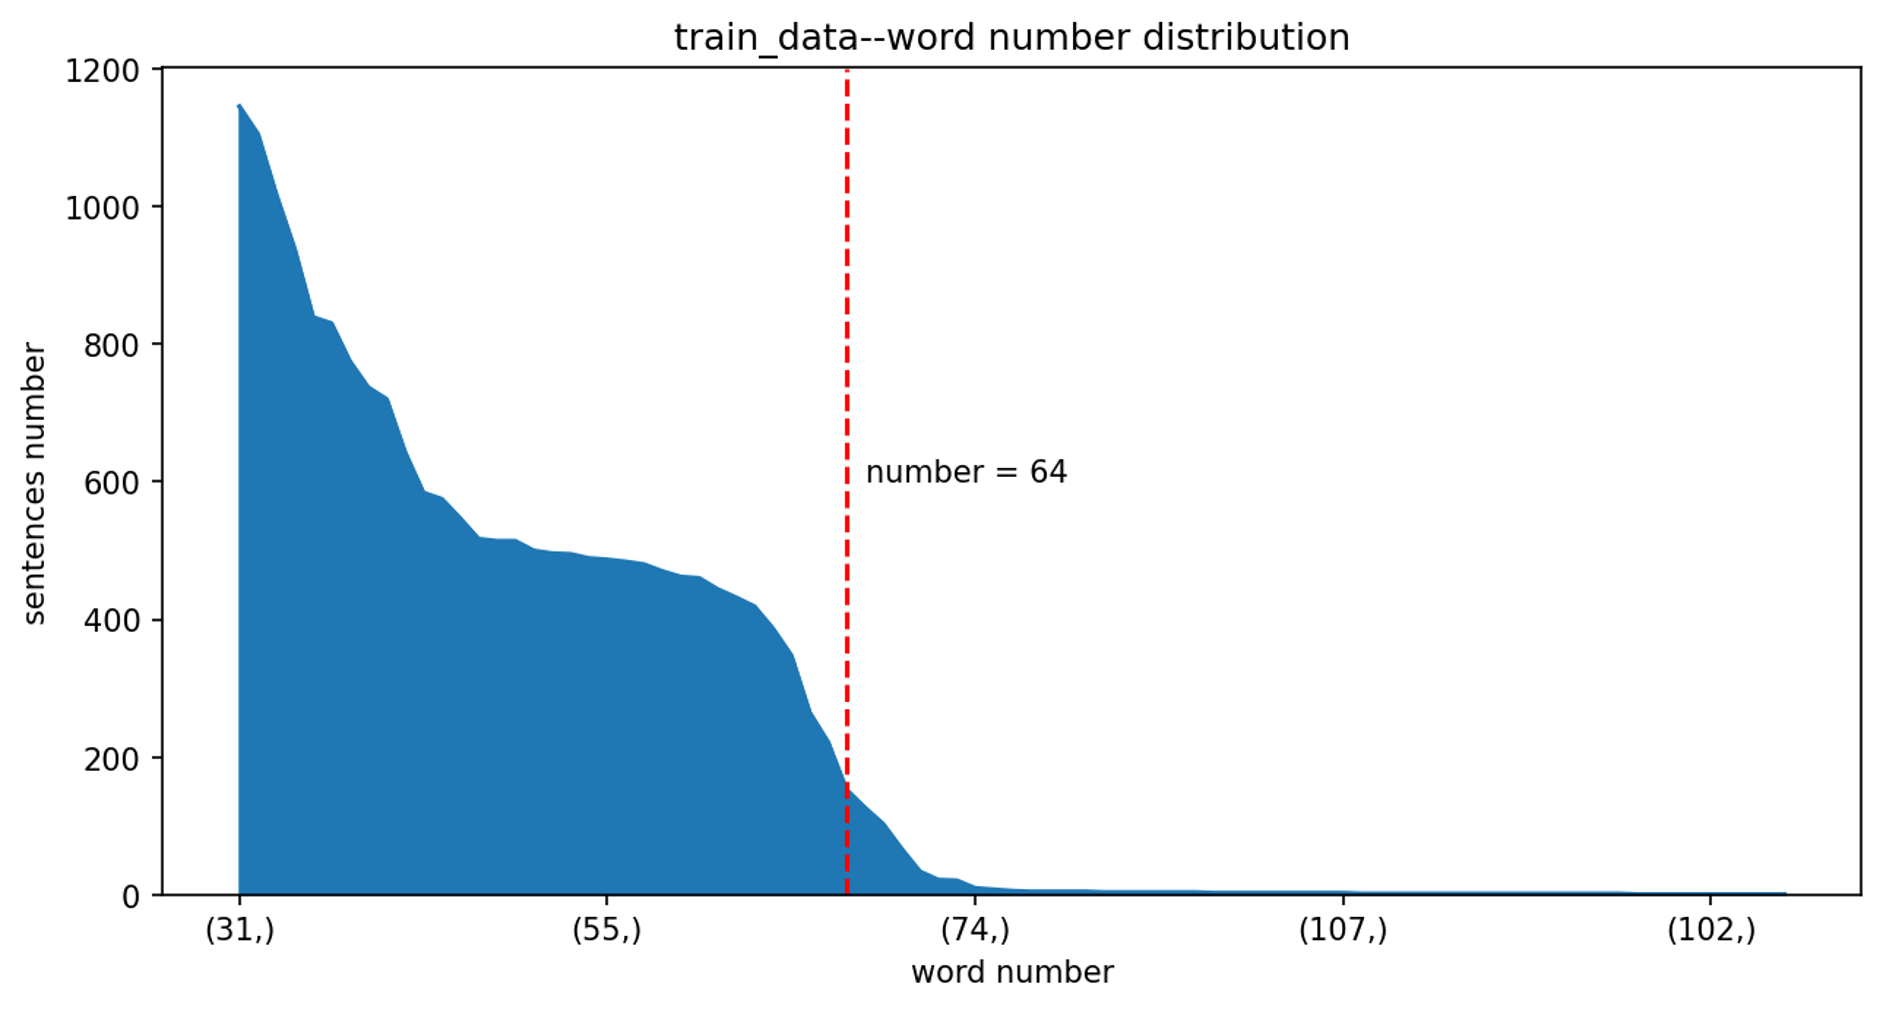 train_data--word number distribution
1200
1000
800
600
400
200
0
sentences number
number = 64
(31,) (55,) (74,) (107,) (102,)
word number